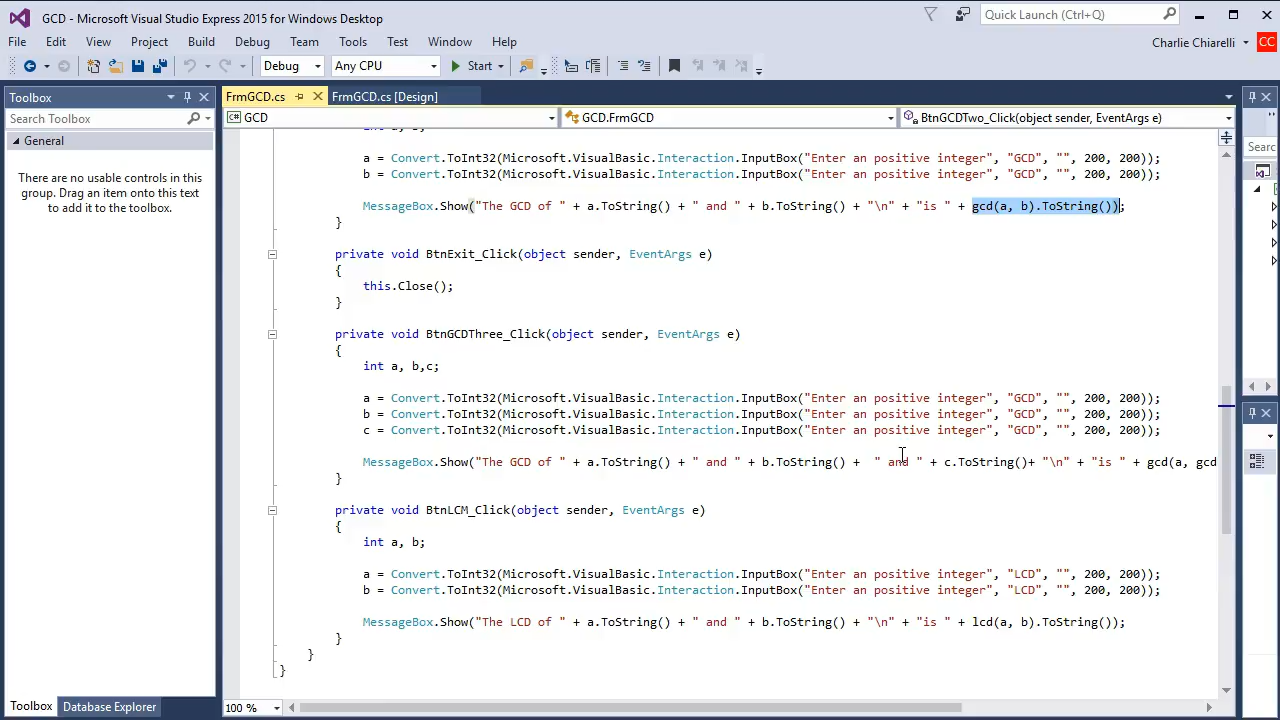 GCD - Microsoft Visual Studio Express 2015 for Windows Desktop
Quick Launch (Ctrl+Q)
File Edit View Project Build Debug Team Tools Test Window Help
Charlie Chiarelli CC
Debug Any CPU Start
Toolbox
FrmGCD.cs FrmGCD.cs [Design]
Search Toolbox
GCD GCD.FrmGCD BtnGCDTwo_Click(object sender, EventArgs e)
General
There are no usable controls in this
group. Drag an item onto this text
to add it to the toolbox.
Searc
a = Convert.ToInt32(Microsoft.VisualBasic.Interaction.InputBox("Enter an positive integer", "GCD", "", 200, 200));
b = Convert.ToInt32(Microsoft.VisualBasic.Interaction.InputBox("Enter an positive integer", "GCD", "", 200, 200));
MessageBox.Show("The GCD of " + a.ToString() + " and " + b.ToString() + "\n" + "is " + gcd(a, b).ToString());
}
private void BtnExit_Click(object sender, EventArgs e)
{
this.Close();
}
private void BtnGCDThree_Click(object sender, EventArgs e)
{
int a, b,c;
a = Convert.ToInt32(Microsoft.VisualBasic.Interaction.InputBox("Enter an positive integer", "GCD", "", 200, 200));
b = Convert.ToInt32(Microsoft.VisualBasic.Interaction.InputBox("Enter an positive integer", "GCD", "", 200, 200));
c = Convert.ToInt32(Microsoft.VisualBasic.Interaction.InputBox("Enter an positive integer", "GCD", "", 200, 200));
MessageBox.Show("The GCD of " + a.ToString() + " and " + b.ToString() +  " and " + c.ToString()+ "\n" + "is " + gcd(a, gcd
}
private void BtnLCM_Click(object sender, EventArgs e)
{
int a, b;
a = Convert.ToInt32(Microsoft.VisualBasic.Interaction.InputBox("Enter an positive integer", "LCD", "", 200, 200));
b = Convert.ToInt32(Microsoft.VisualBasic.Interaction.InputBox("Enter an positive integer", "LCD", "", 200, 200));
MessageBox.Show("The LCD of " + a.ToString() + " and " + b.ToString() + "\n" + "is " + lcd(a, b).ToString());
}
}
}
Toolbox Database Explorer
100 %